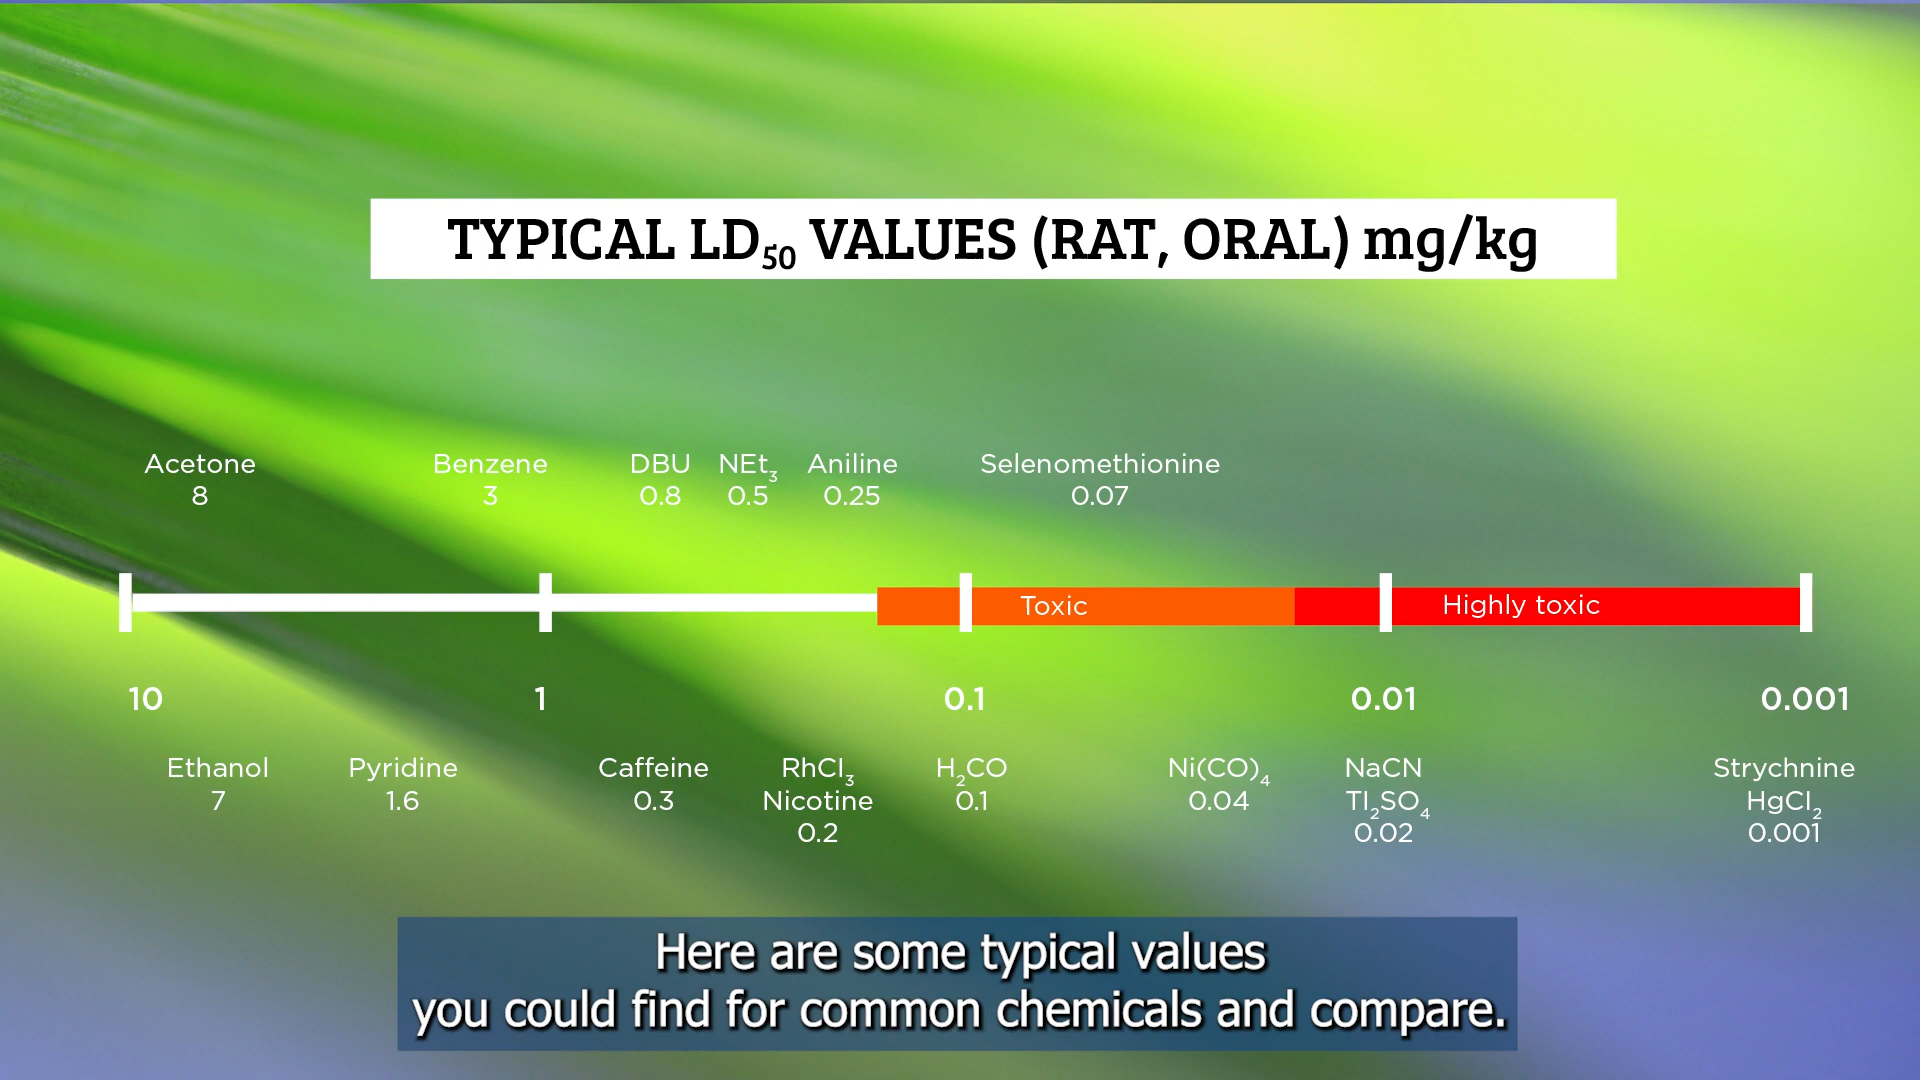 TYPICAL LD₅₀ VALUES (RAT, ORAL) mg/kg
Acetone
8
Benzene
3
DBU
0.8
NEt₃
0.5
Aniline
0.25
Selenomethionine
0.07
Toxic
Highly toxic
10
1
0.1
0.01
0.001
Ethanol
7
Pyridine
1.6
Caffeine
0.3
RhCl₃
Nicotine
0.2
H₂CO
0.1
Ni(CO)₄
0.04
NaCN
Tl₂SO₄
0.02
Strychnine
HgCl₂
0.001
Here are some typical values
you could find for common chemicals and compare.